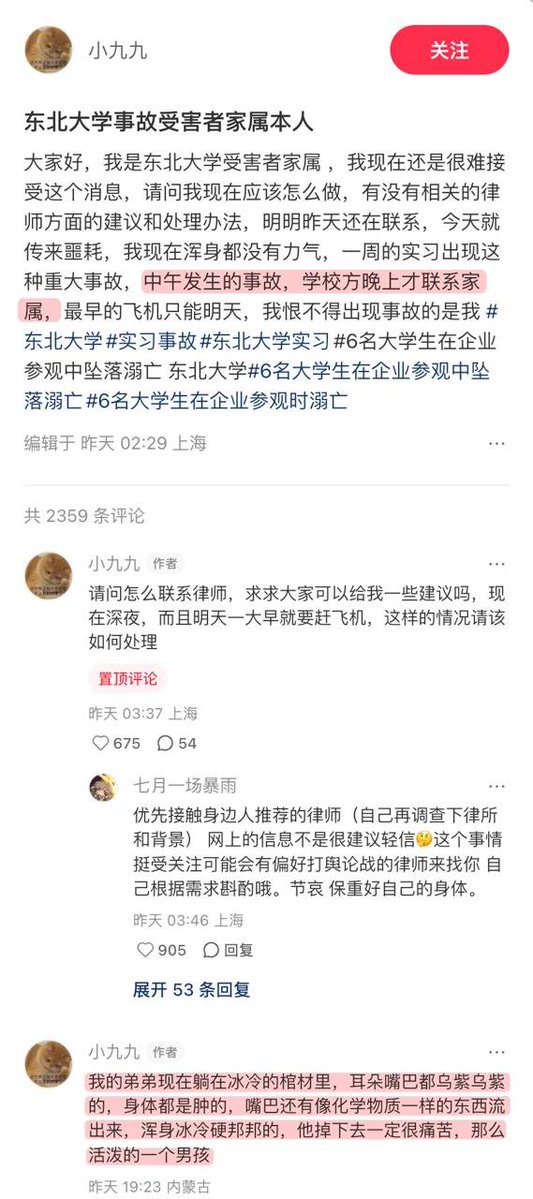 小九九
关注
东北大学事故受害者家属本人
大家好，我是东北大学受害者家属 ，我现在还是很难接
受这个消息，请问我现在应该怎么做，有没有相关的律
师方面的建议和处理办法，明明昨天还在联系，今天就
传来噩耗，我现在浑身都没有力气，一周的实习出现这
种重大事故，中午发生的事故，学校方晚上才联系家
属，最早的飞机只能明天，我恨不得出现事故的是我 #
东北大学 #实习事故 #东北大学实习 #6名大学生在企业
参观中坠落溺亡 东北大学#6名大学生在企业参观中坠
落溺亡 #6名大学生在企业参观时溺亡
编辑于 昨天 02:29 上海
共 2359 条评论
小九九 作者
请问怎么联系律师，求求大家可以给我一些建议吗，现
在深夜，而且明天一大早就要赶飞机，这样的情况请该
如何处理
置顶评论
昨天 03:37 上海
675 54
七月一场暴雨
优先接触身边人推荐的律师（自己再调查下律所
和背景） 网上的信息不是很建议轻信🤔这个事情
挺受关注可能会有偏好打舆论战的律师来找你 自
己根据需求斟酌哦。节哀 保重好自己的身体。
昨天 03:46 上海
905 回复
展开 53 条回复
小九九 作者
我的弟弟现在躺在冰冷的棺材里，耳朵嘴巴都乌紫乌紫
的，身体都是肿的，嘴巴还有像化学物质一样的东西流
出来，浑身冰冷硬邦邦的，他掉下去一定很痛苦，那么
活泼的一个男孩
昨天 19:23 内蒙古